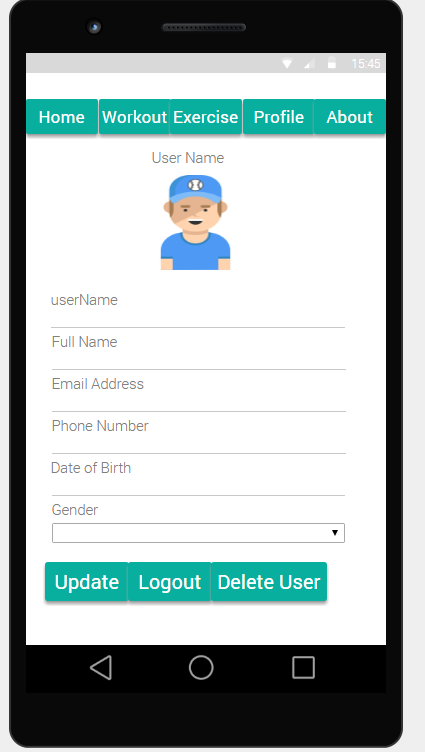 15:45
Home Workout Exercise Profile About
User Name
userName
Full Name
Email Address
Phone Number
Date of Birth
Gender
Update Logout Delete User